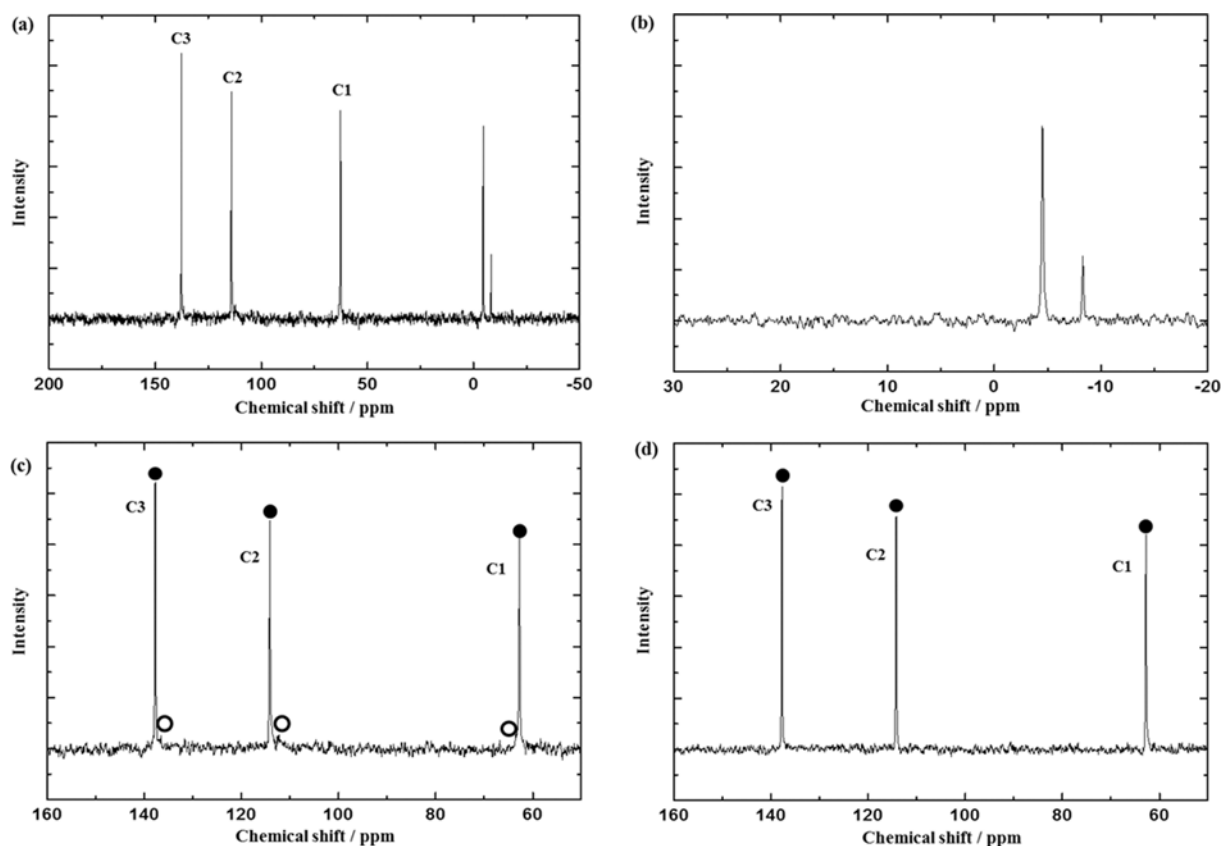 (a)
C3
C2
C1
Intensity
200
150
100
50
0
-50
Chemical shift / ppm
(b)
Intensity
30
20
10
0
-10
-20
Chemical shift / ppm
(c)
C3
C2
C1
Intensity
160
140
120
100
80
60
Chemical shift / ppm
(d)
C3
C2
C1
Intensity
160
140
120
100
80
60
Chemical shift / ppm